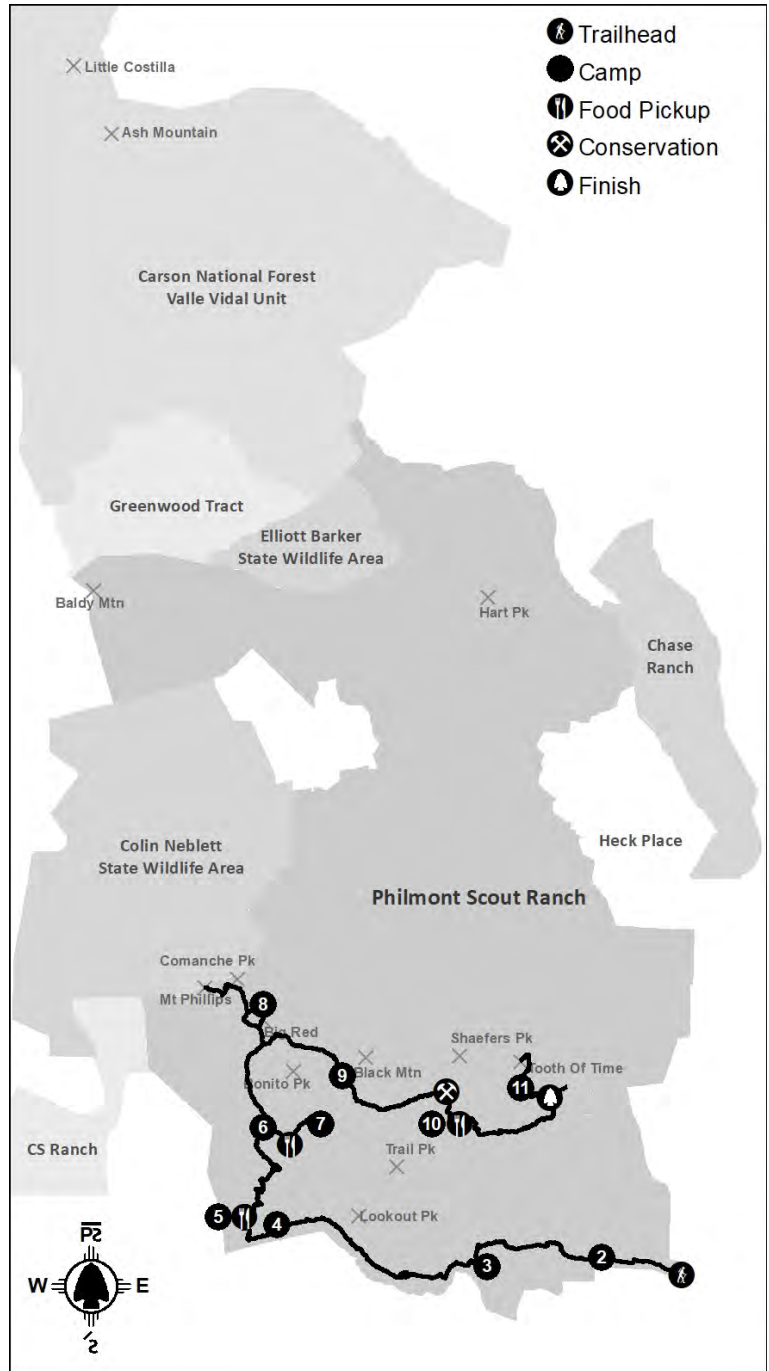 Little Costilla
Ash Mountain
Trailhead
Camp
Food Pickup
Conservation
Finish
Carson National Forest
Valle Vidal Unit
Greenwood Tract
Elliott Barker
State Wildlife Area
Baldy Mtn
Hart Pk
Chase
Ranch
Heck Place
Colin Neblett
State Wildlife Area
Philmont Scout Ranch
Comanche Pk
Mt Phillips
8
Big Red
Shaefers Pk
Black Mtn
Tooth Of Time
Bonito Pk
9
11
10
6
7
CS Ranch
Trail Pk
5
4
Lookout Pk
3
2
W
E